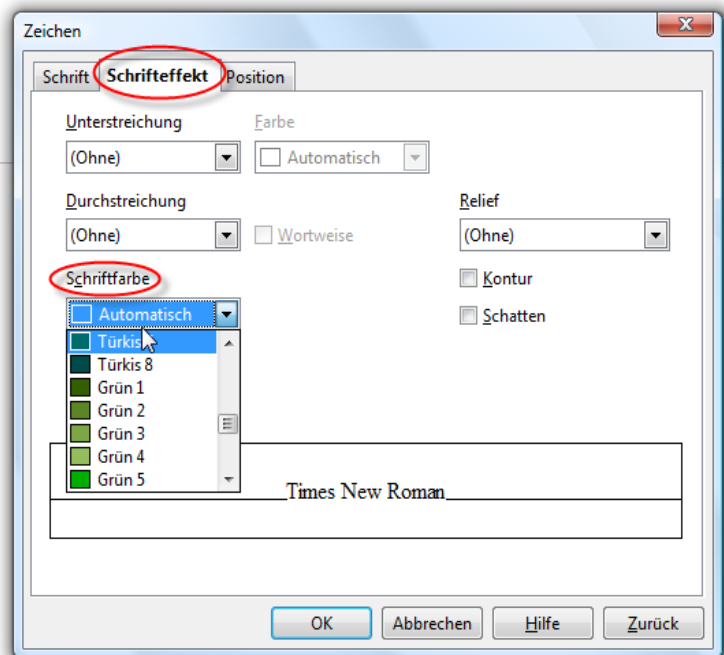 Zeichen
Schrift Schrifteffekt Position
Unterstreichung Farbe
(Ohne) Automatisch
Durchstreichung Relief
(Ohne) Wortweise (Ohne)
Schriftfarbe Kontur
Automatisch Schatten
Türkis
Türkis 8
Grün 1
Grün 2
Grün 3
Grün 4
Grün 5
Times New Roman
OK Abbrechen Hilfe Zurück